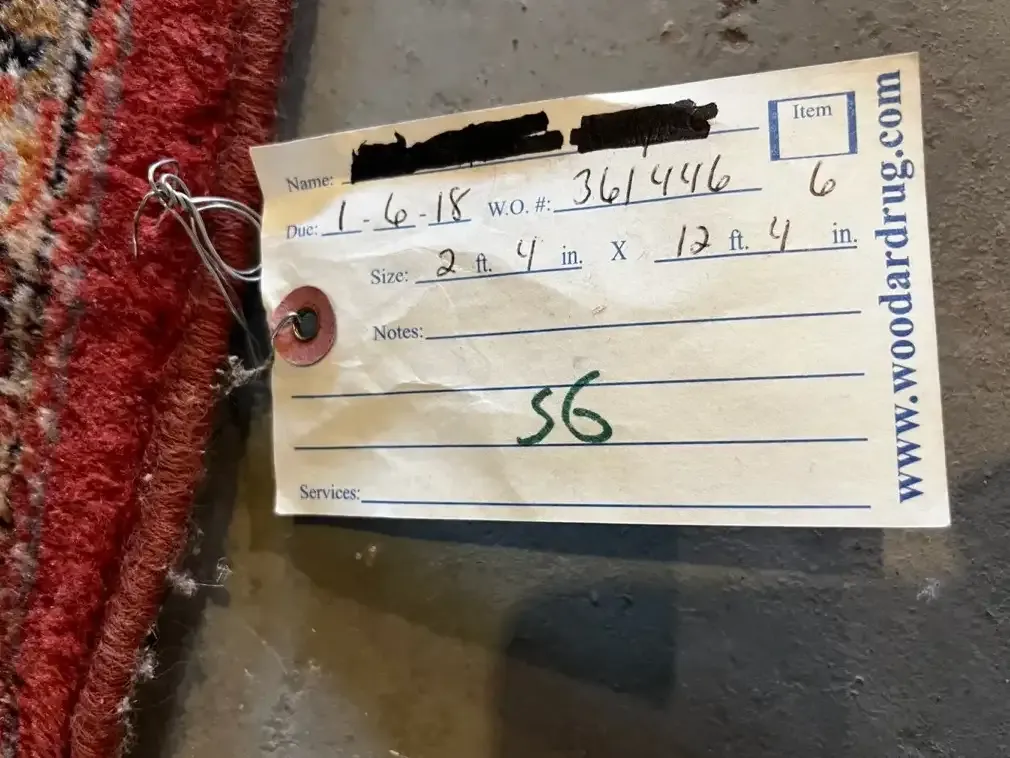 Item
Name:
Due: 1-6-18 W.O. #: 361446 6
Size: 2 ft. 4 in. X 12 ft. 4 in.
Notes:
56
Services:
www.woodardrug.com